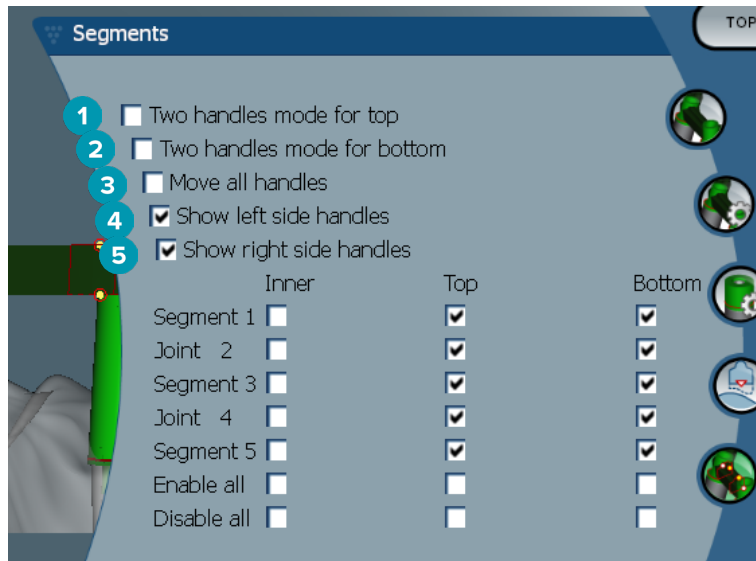 Segments
TOP
1 Two handles mode for top
2 Two handles mode for bottom
3 Move all handles
4 Show left side handles
5 Show right side handles
Inner Top Bottom
Segment 1
Joint 2
Segment 3
Joint 4
Segment 5
Enable all
Disable all